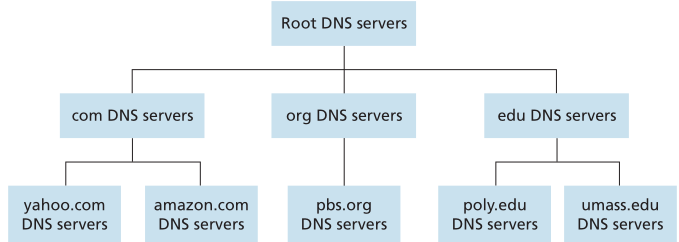 Root DNS servers
com DNS servers
org DNS servers
edu DNS servers
yahoo.com
DNS servers
amazon.com
DNS servers
pbs.org
DNS servers
poly.edu
DNS servers
umass.edu
DNS servers